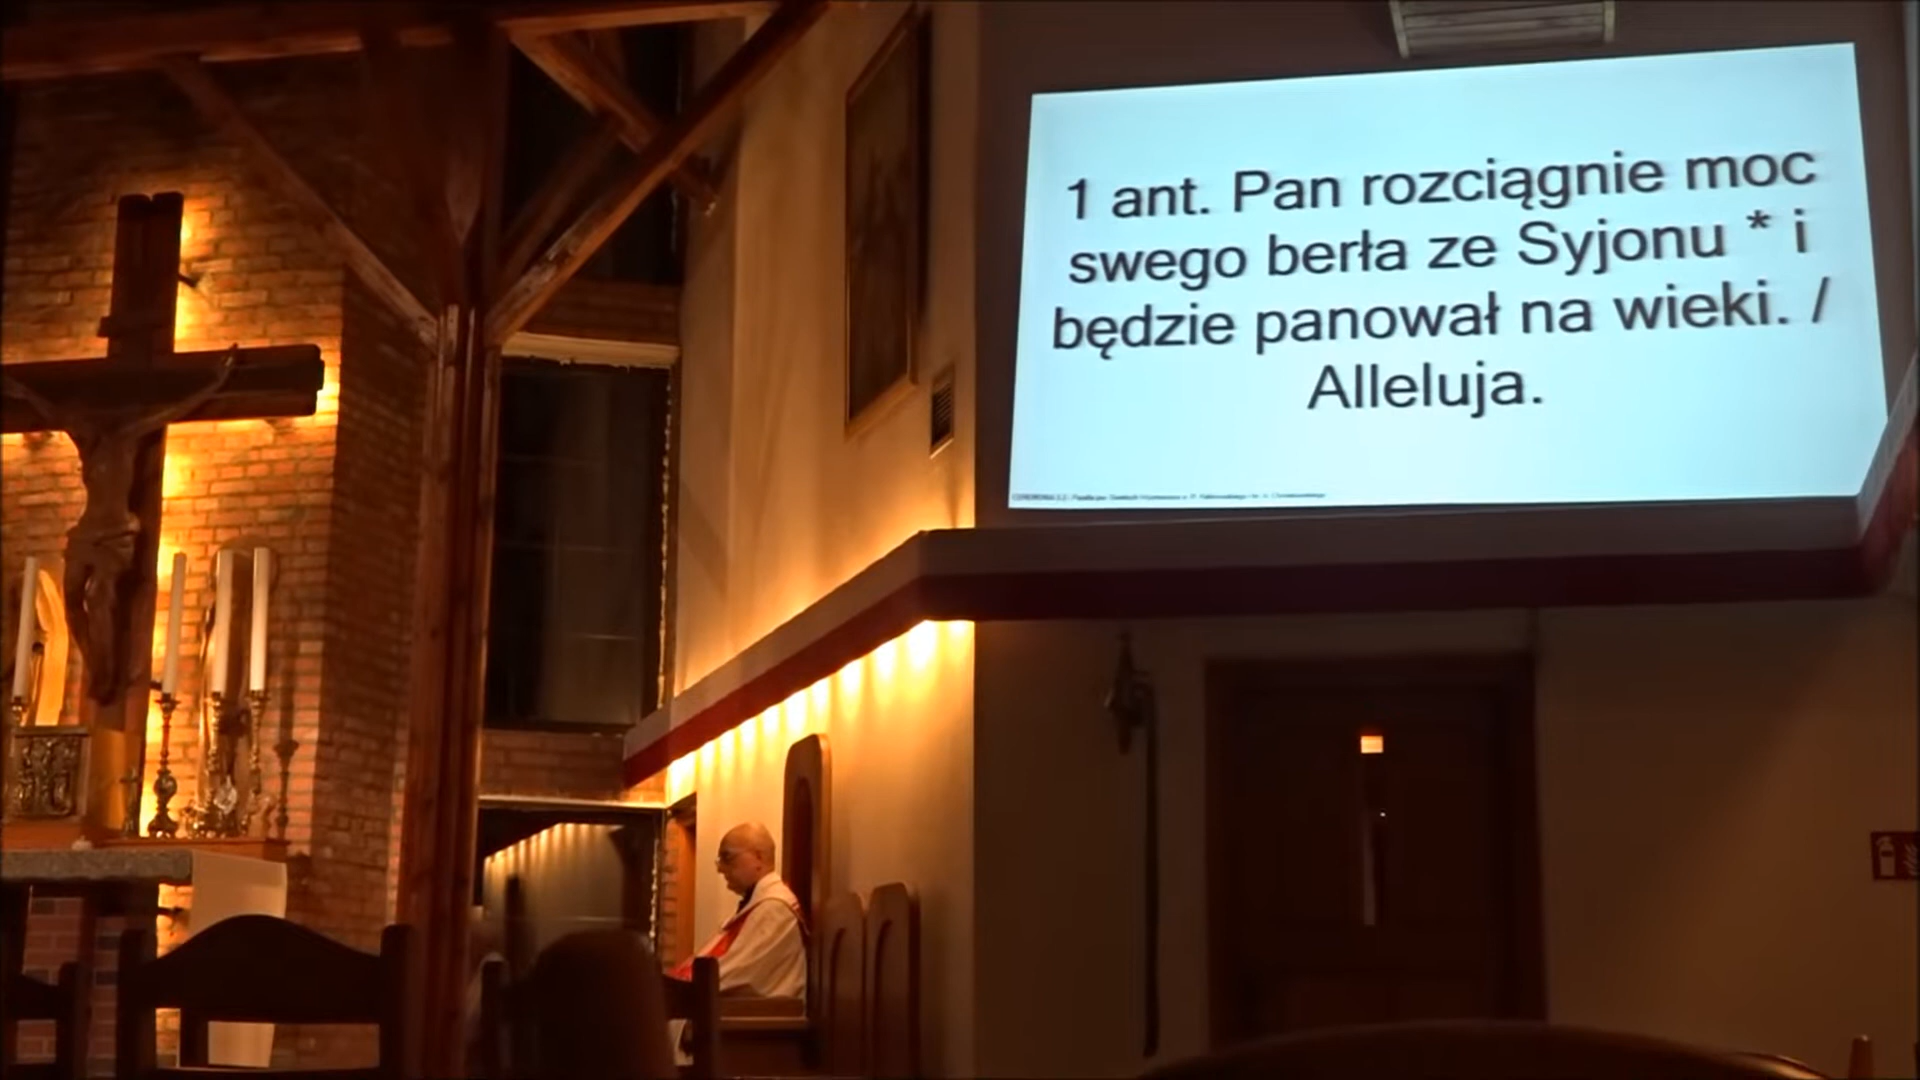 1 ant. Pan rozciągnie moc
swego berła ze Syjonu * i
będzie panował na wieki. /
Alleluja.